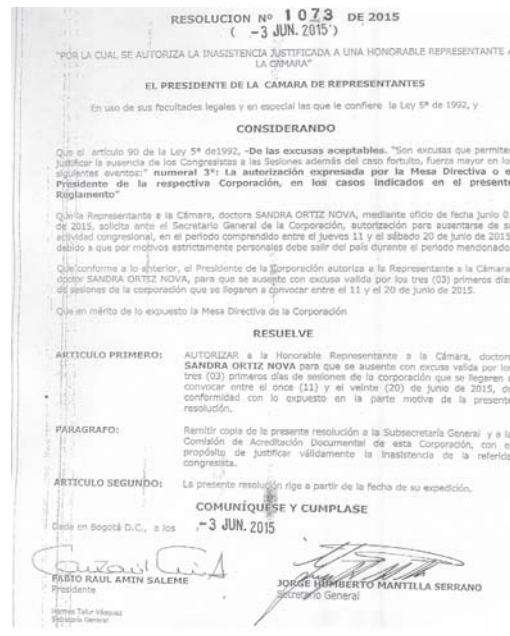 RESOLUCION Nº 1073 DE 2015
( -3 JUN. 2015 )
"POR LA CUAL SE AUTORIZA LA INASISTENCIA JUSTIFICADA A UNA HONORABLE REPRESENTANTE A
LA CAMARA"
EL PRESIDENTE DE LA CAMARA DE REPRESENTANTES
En uso de sus facultades legales y en especial las que le confiere la Ley 5ª de 1992, y
CONSIDERANDO
Que el artículo 90 de la Ley 5ª de1992, -De las excusas aceptables. "Son excusas que permiten
justificar la ausencia de los Congresistas a las Sesiones además del caso fortuito, fuerza mayor en los
siguientes eventos:" numeral 3º: La autorización expresada por la Mesa Directiva o el
Presidente de la respectiva Corporación, en los casos indicados en el presente
Reglamento"
Que la Representante a la Cámara, doctora SANDRA ORTIZ NOVA, mediante oficio de fecha junio 01
de 2015, solicita ante el Secretario General de la Corporación, autorización para ausentarse de su
actividad congresional, en el periodo comprendido entre el jueves 11 y el sábado 20 de junio de 2015,
debido a que por motivos estrictamente personales debe salir del país durante el periodo mencionado.
Que conforme a lo anterior, el Presidente de la Corporación autoriza a la Representante a la Cámara,
doctor SANDRA ORTIZ NOVA, para que se ausente con excusa valida por los tres (03) primeros días
de sesiones de la corporación que se llegaren a convocar entre el 11 y el 20 de junio de 2015.
Que en mérito de lo expuesto la Mesa Directiva de la Corporación
RESUELVE
ARTICULO PRIMERO: AUTORIZAR a la Honorable Representante a la Cámara, doctora
SANDRA ORTIZ NOVA para que se ausente con excusa valida por los
tres (03) primeros días de sesiones de la corporación que se llegaren a
convocar entre el once (11) y el veinte (20) de junio de 2015, de
conformidad con lo expuesto en la parte motiva de la presente
resolución.
PARAGRAFO: Remitir copia de la presente resolución a la Subsecretaría General y a la
Comisión de Acreditación Documental de esta Corporación, con el
propósito de justificar válidamente la inasistencia de la referida
congresista.
ARTICULO SEGUNDO: La presente resolución rige a partir de la fecha de su expedición.
COMUNÍQUESE Y CUMPLASE
Dada en Bogotá D.C., a los -3 JUN. 2015
FABIO RAUL AMIN SALEME
Presidente
JORGE HUMBERTO MANTILLA SERRANO
Secretario General
Secretaría General